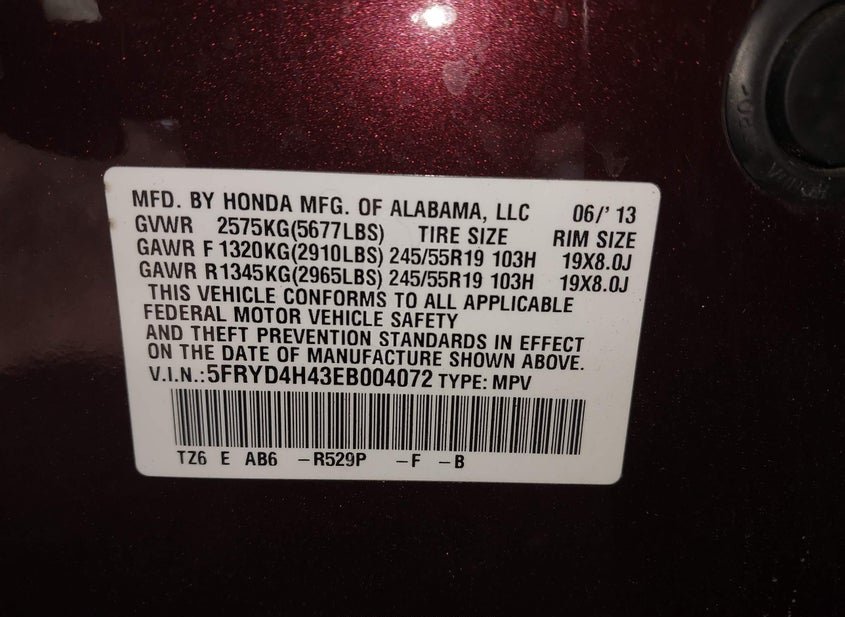 MFD. BY HONDA MFG. OF ALABAMA, LLC 06/' 13
GVWR 2575KG(5677LBS) TIRE SIZE RIM SIZE
GAWR F 1320KG(2910LBS) 245/55R19 103H 19X8.0J
GAWR R1345KG(2965LBS) 245/55R19 103H 19X8.0J
THIS VEHICLE CONFORMS TO ALL APPLICABLE
FEDERAL MOTOR VEHICLE SAFETY
AND THEFT PREVENTION STANDARDS IN EFFECT
ON THE DATE OF MANUFACTURE SHOWN ABOVE.
V.I.N.:5FRYD4H43EB004072 TYPE: MPV
TZ6 E AB6 -R529P -F -B